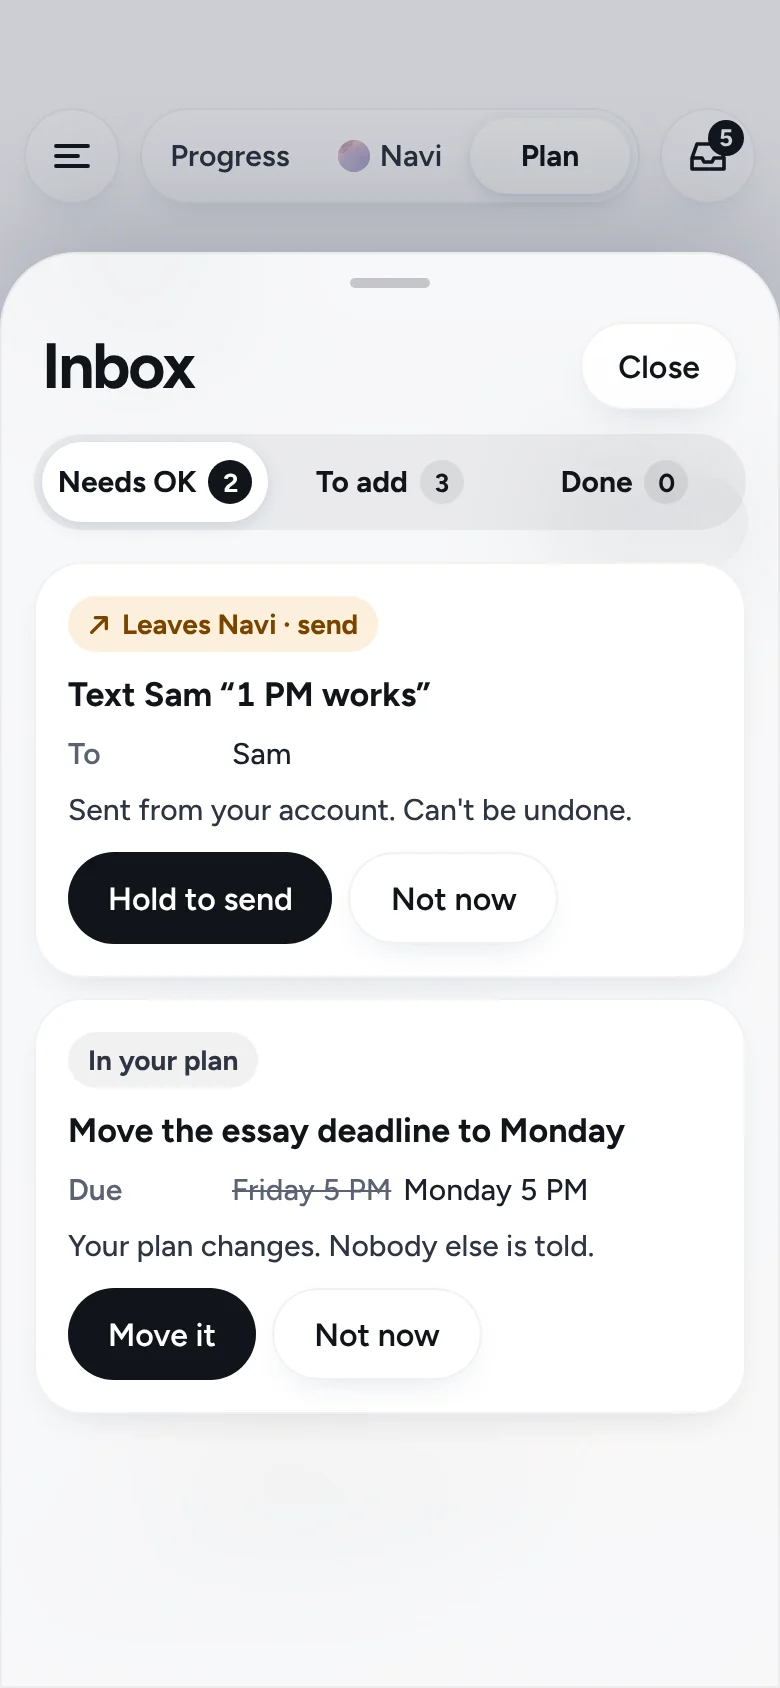 Progress
Navi
Plan
5
Inbox
Close
Needs OK 2
To add 3
Done 0
Leaves Navi · send
Text Sam “1 PM works”
To Sam
Sent from your account. Can't be undone.
Hold to send
Not now
In your plan
Move the essay deadline to Monday
Due Friday 5 PM Monday 5 PM
Your plan changes. Nobody else is told.
Move it
Not now